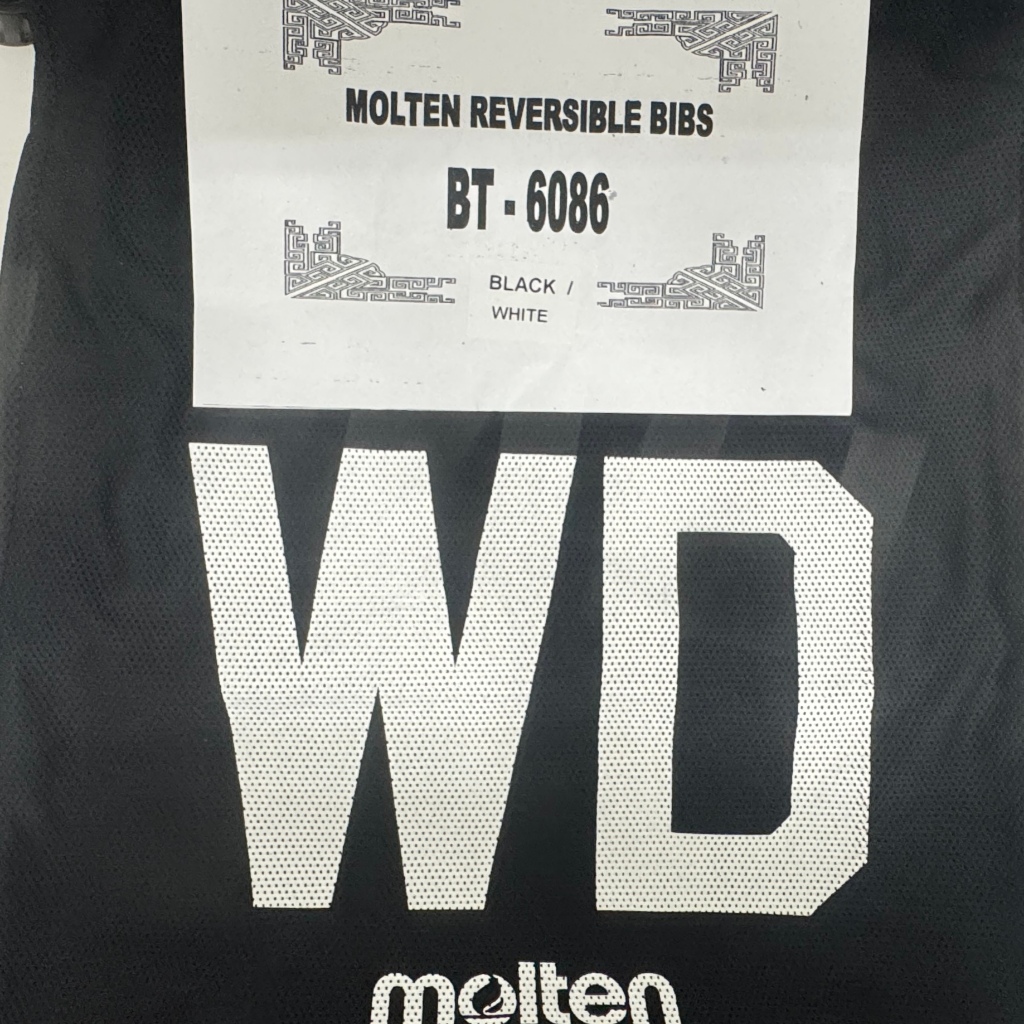 MOLTEN REVERSIBLE BIBS
BT - 6086
BLACK /
WHITE
WD
molten